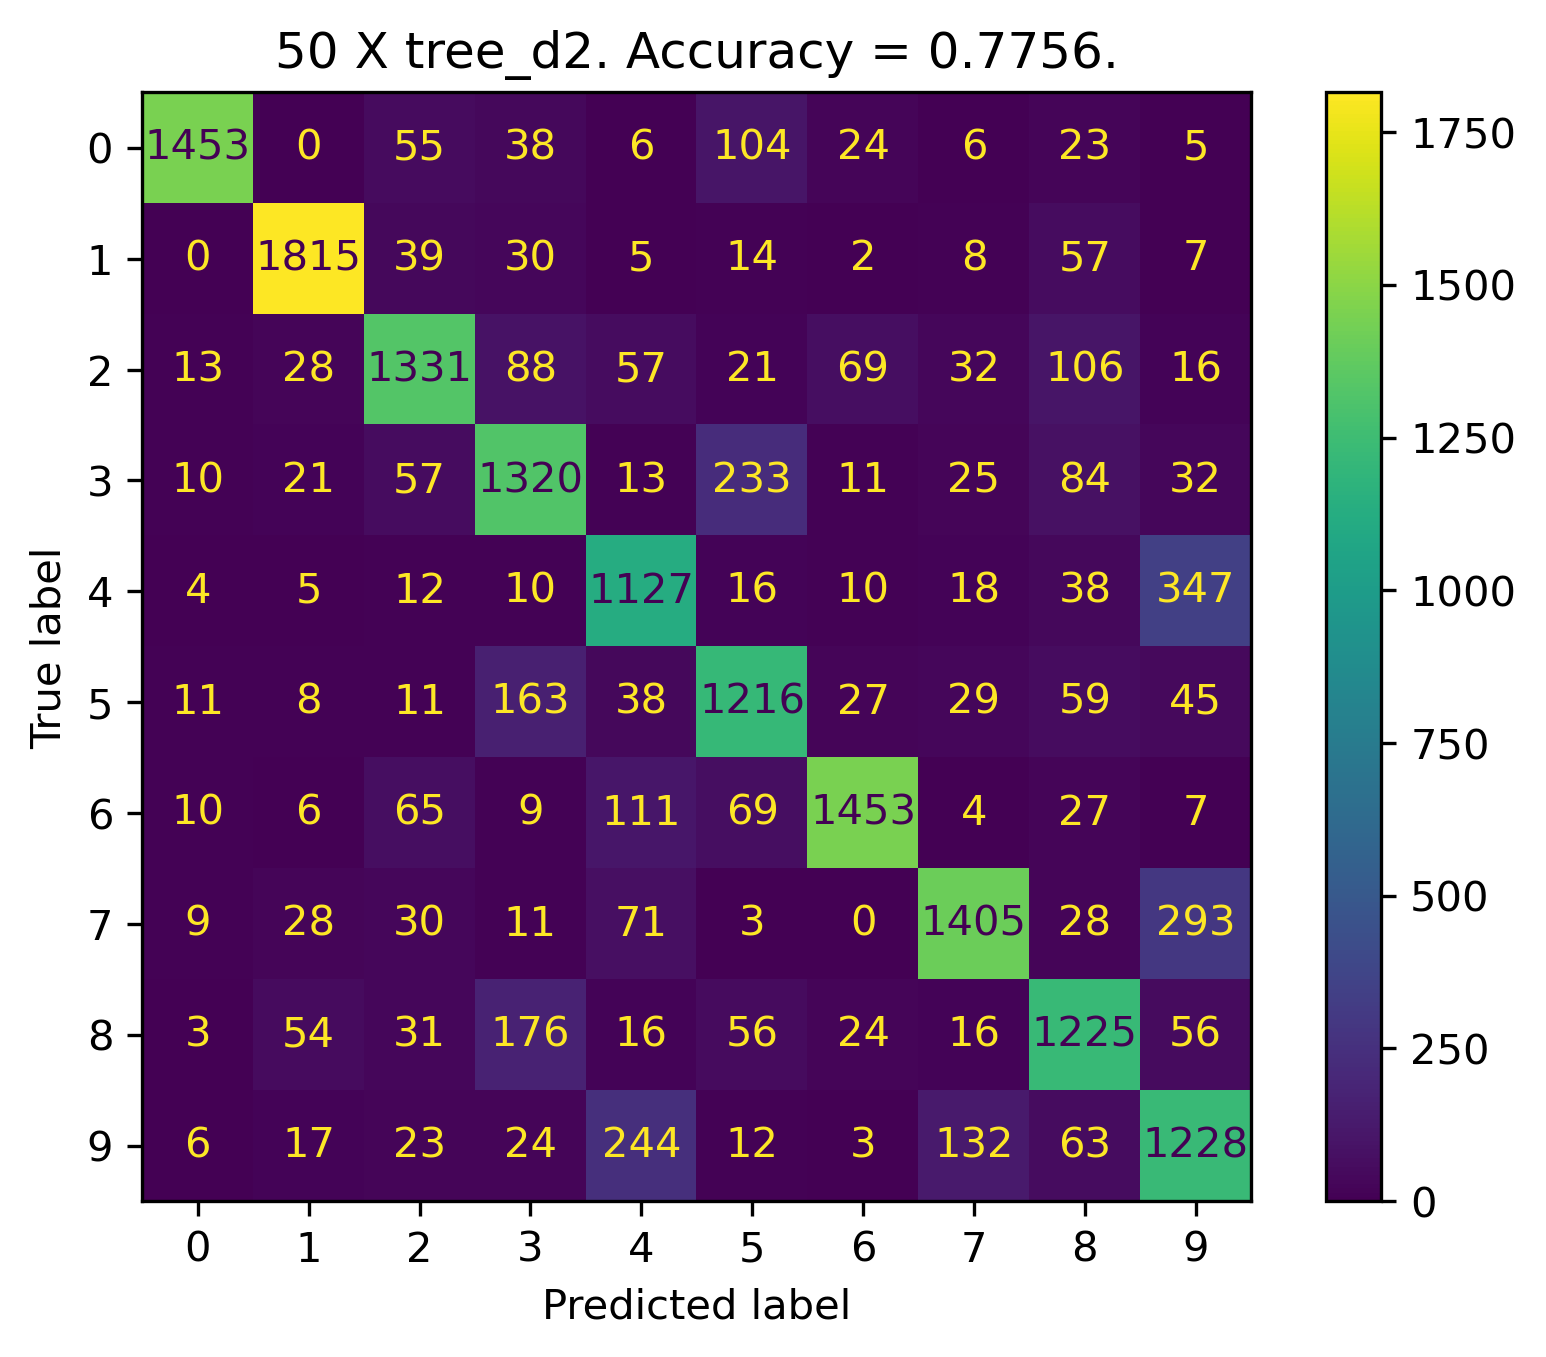 50 X tree_d2. Accuracy = 0.7756.
0 1453 0 55 38 6 104 24 6 23 5
1 0 1815 39 30 5 14 2 8 57 7
2 13 28 1331 88 57 21 69 32 106 16
3 10 21 57 1320 13 233 11 25 84 32
4 4 5 12 10 1127 16 10 18 38 347
5 11 8 11 163 38 1216 27 29 59 45
6 10 6 65 9 111 69 1453 4 27 7
7 9 28 30 11 71 3 0 1405 28 293
8 3 54 31 176 16 56 24 16 1225 56
9 6 17 23 24 244 12 3 132 63 1228
0 1 2 3 4 5 6 7 8 9
Predicted label
True label
1750
1500
1250
1000
750
500
250
0